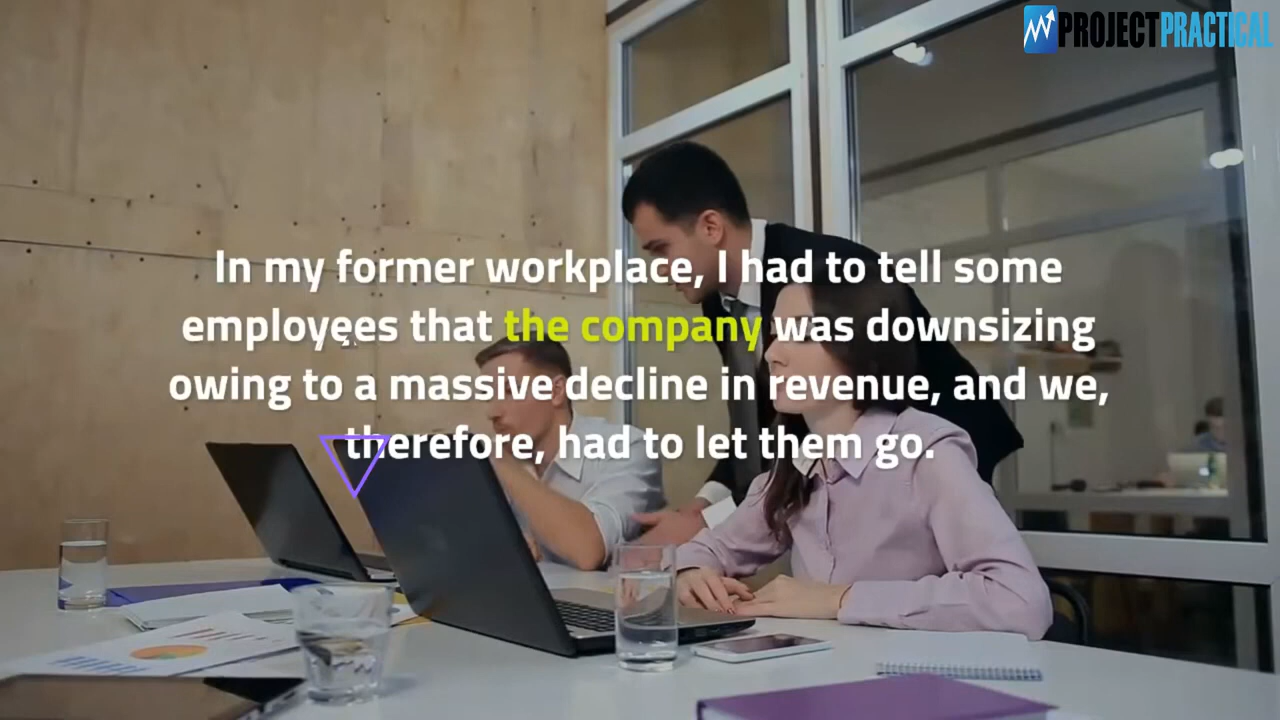 PROJECTPRACTICAL
In my former workplace, I had to tell some
employees that the company was downsizing
owing to a massive decline in revenue, and we,
therefore, had to let them go.